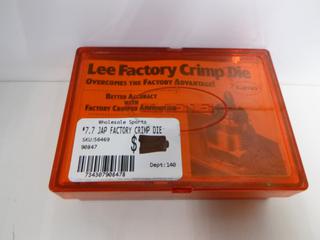 Lee Factory Crimp Die
Overcomes the Factory Advantage!
Better Accuracy
with
Factory Crimped Ammunition
Wholesale Sports
7.7 JAP FACTORY CRIMP DIE
SKU:56469
90847
$
Dept:140
734307908478